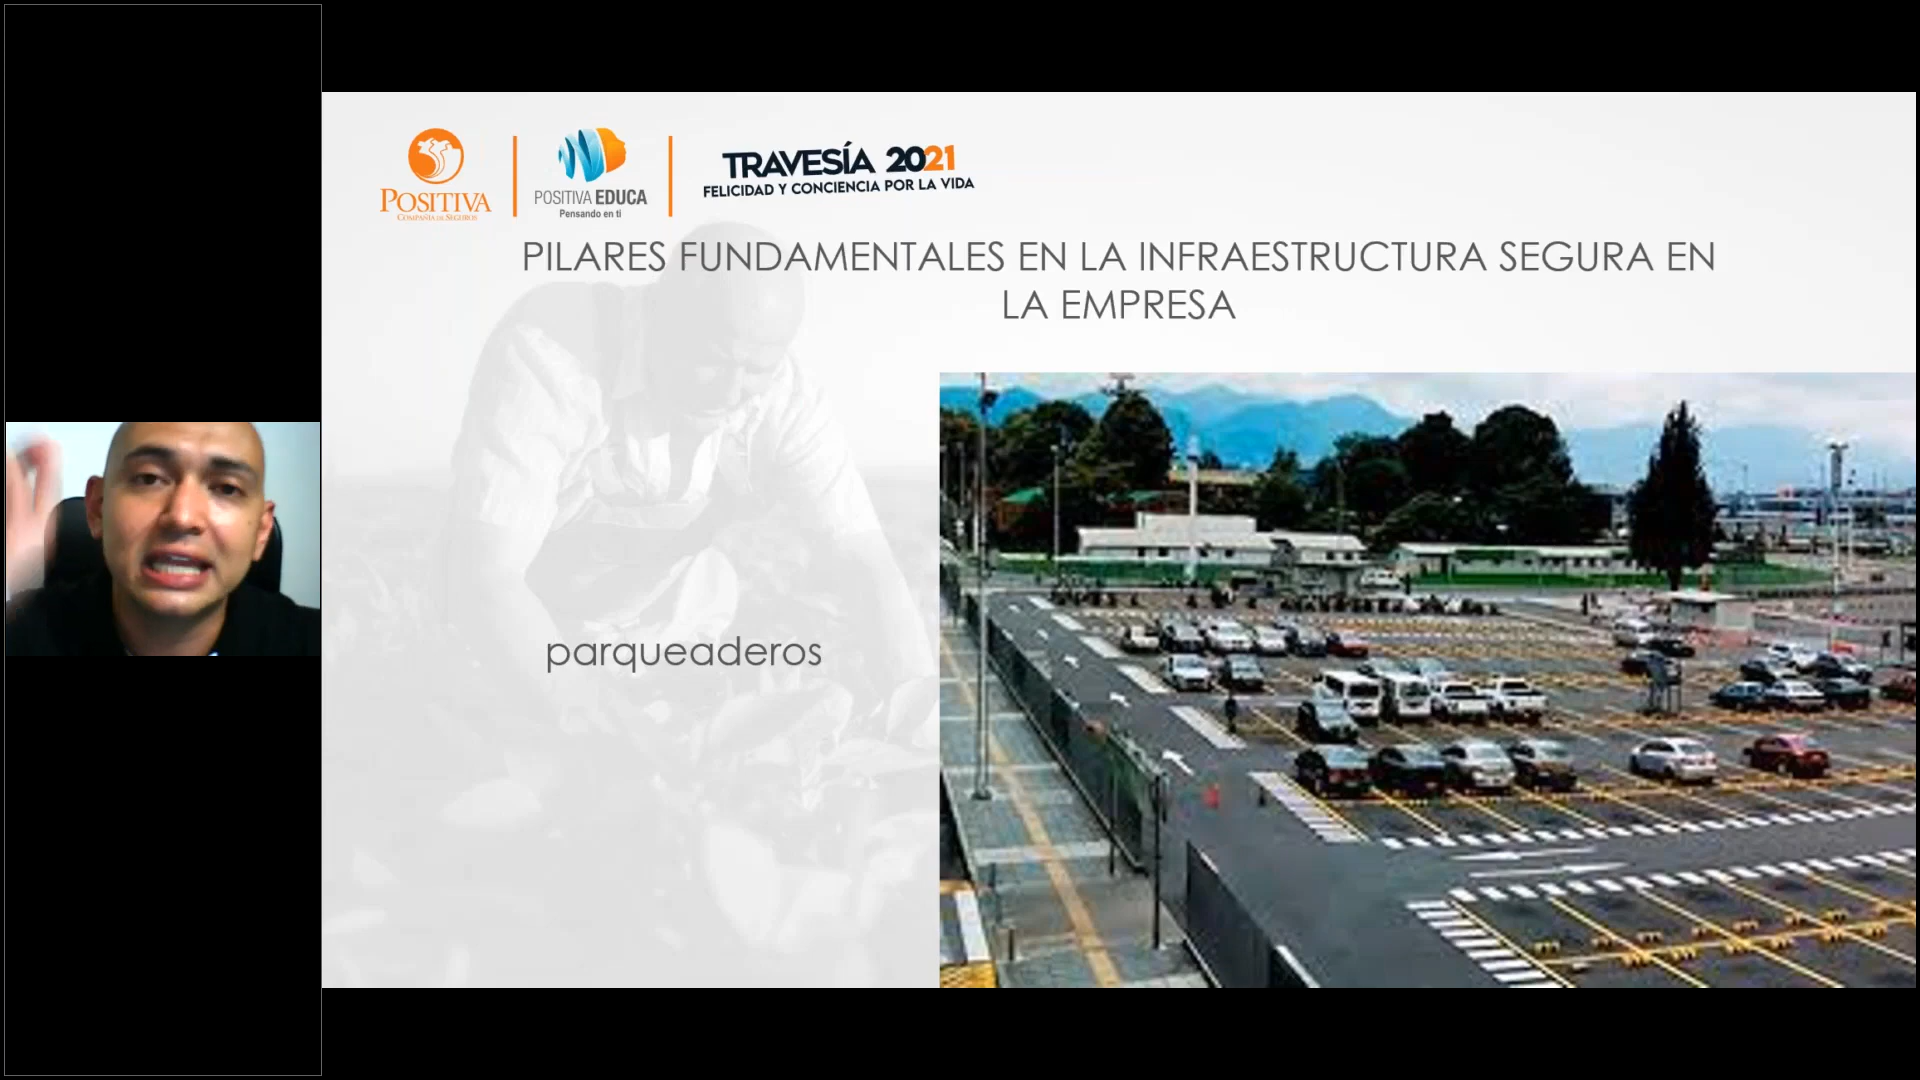 POSITIVA
COMPAÑÍA DE SEGUROS
POSITIVA EDUCA
Pensando en ti
TRAVESÍA 2021
FELICIDAD Y CONCIENCIA POR LA VIDA
PILARES FUNDAMENTALES EN LA INFRAESTRUCTURA SEGURA EN
LA EMPRESA
parqueaderos